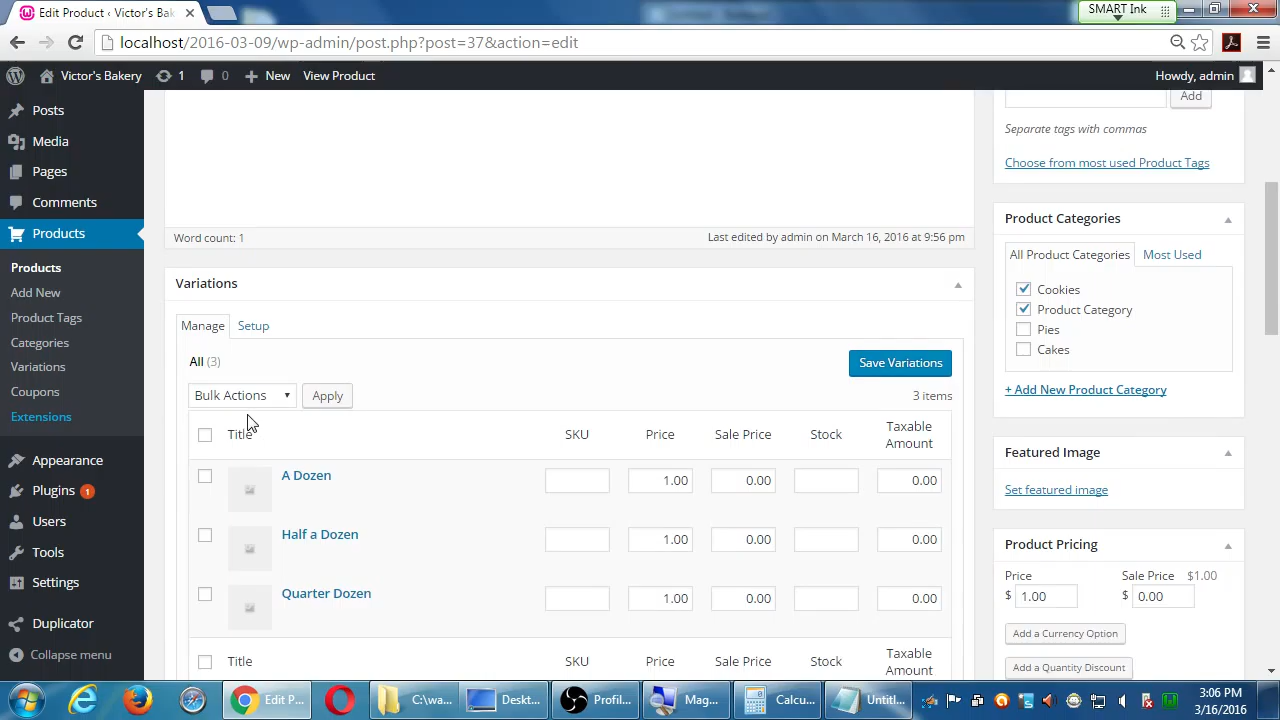 Edit Product ‹ Victor's Bak
SMART Ink
localhost/2016-03-09/wp-admin/post.php?post=37&action=edit
Victor's Bakery 1 0 New View Product Howdy, admin
Posts
Media
Pages
Comments
Products
Products
Add New
Product Tags
Categories
Variations
Coupons
Extensions
Appearance
Plugins 1
Users
Tools
Settings
Duplicator
Collapse menu
Word count: 1 Last edited by admin on March 16, 2016 at 9:56 pm
Variations
Manage Setup
All (3) Save Variations
Bulk Actions Apply 3 items
Title SKU Price Sale Price Stock Taxable Amount
A Dozen 1.00 0.00 0.00
Half a Dozen 1.00 0.00 0.00
Quarter Dozen 1.00 0.00 0.00
Title SKU Price Sale Price Stock Taxable Amount
Add
Separate tags with commas
Choose from most used Product Tags
Product Categories
All Product Categories Most Used
Cookies
Product Category
Pies
Cakes
+ Add New Product Category
Featured Image
Set featured image
Product Pricing
Price Sale Price $1.00
$ 1.00 $ 0.00
Add a Currency Option
Add a Quantity Discount
Edit P... C:\wa... Deskt... Profil... Mag... Calcu... Untitl...
3:06 PM
3/16/2016